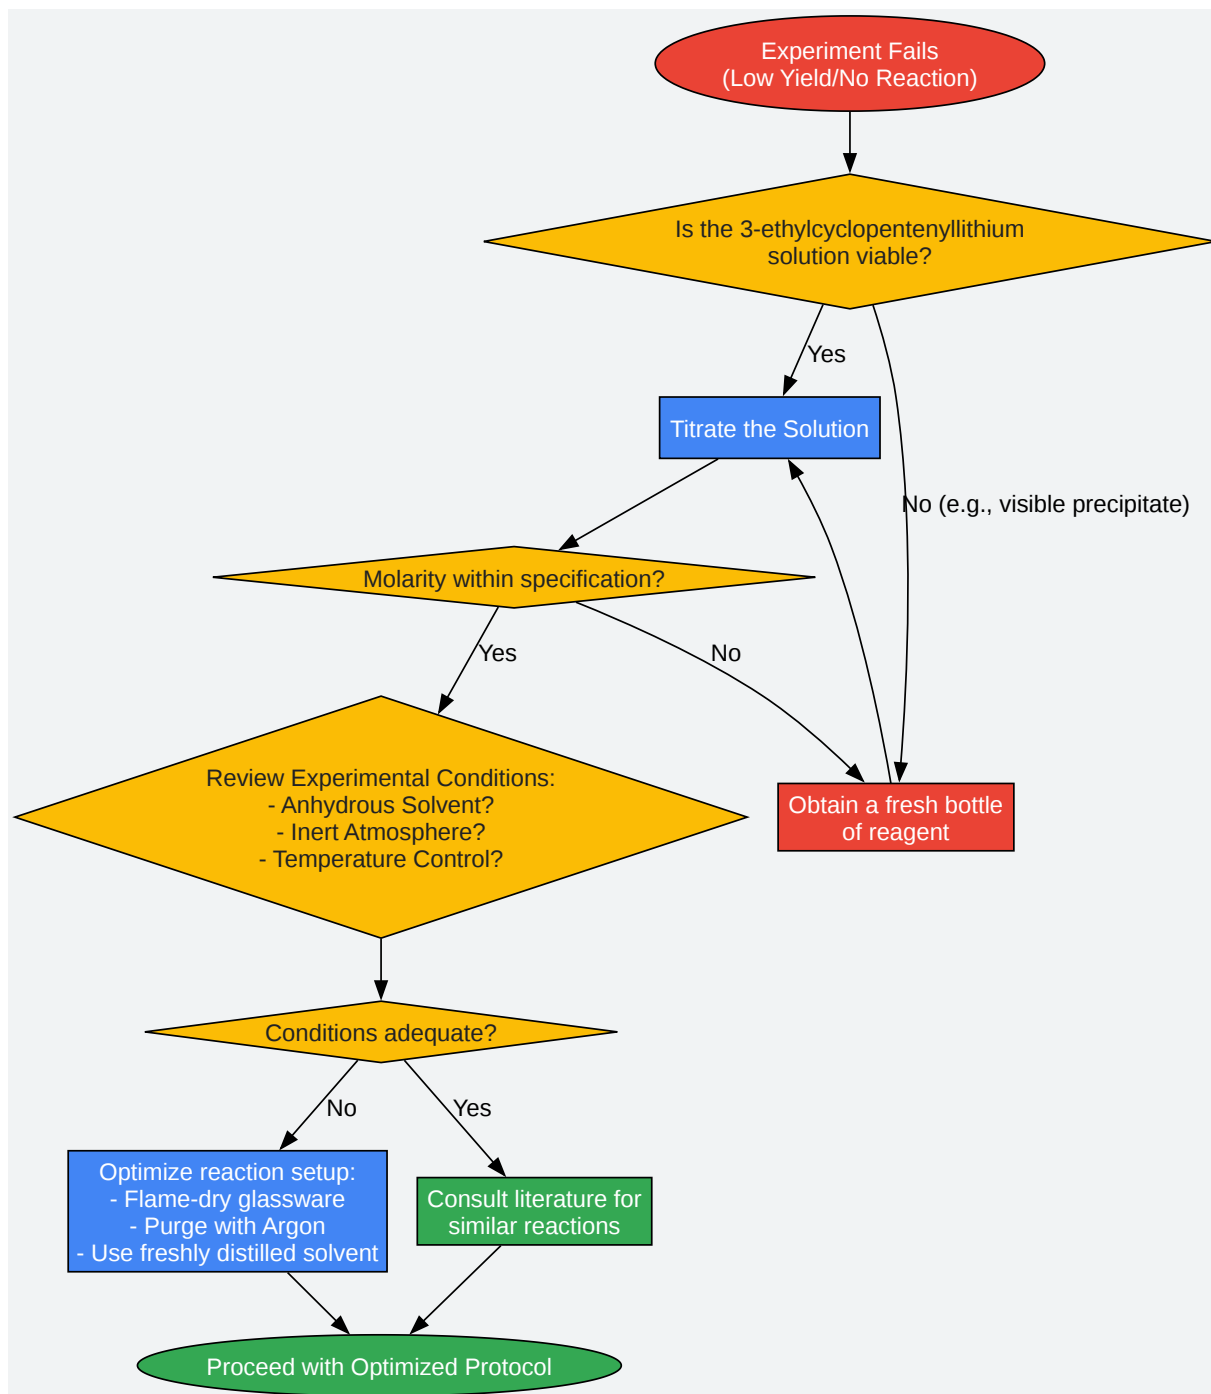 Experiment Fails
(Low Yield/No Reaction)
Is the 3-ethylcyclopentenyllithium
solution viable?
Yes
Titrate the Solution
No (e.g., visible precipitate)
Molarity within specification?
Yes
No
Review Experimental Conditions:
- Anhydrous Solvent?
- Inert Atmosphere?
- Temperature Control?
Obtain a fresh bottle
of reagent
Conditions adequate?
No
Yes
Optimize reaction setup:
- Flame-dry glassware
- Purge with Argon
- Use freshly distilled solvent
Consult literature for
similar reactions
Proceed with Optimized Protocol